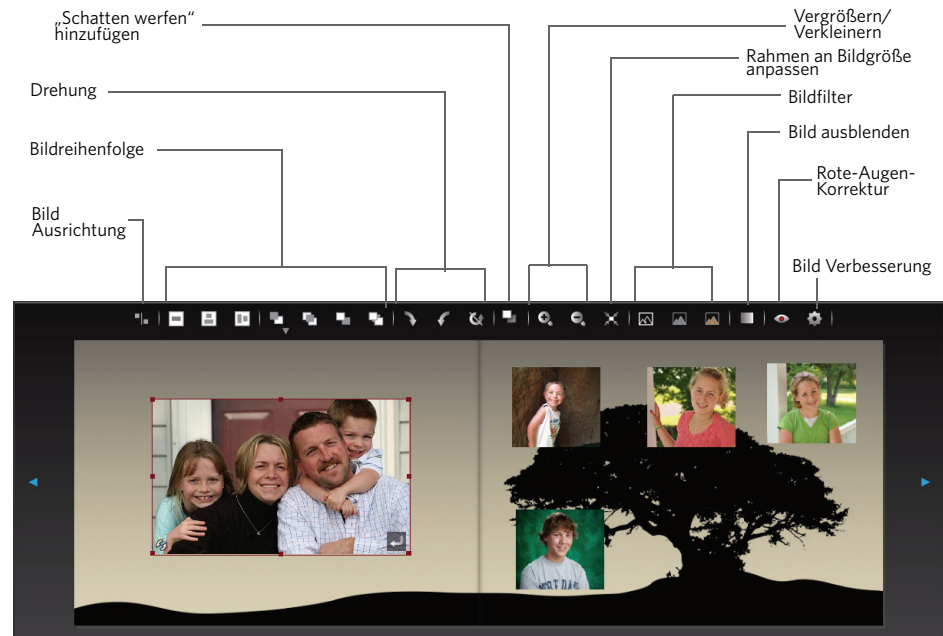 „Schatten werfen“
hinzufügen
Drehung
Bildreihenfolge
Bild
Ausrichtung
Vergrößern/
Verkleinern
Rahmen an Bildgröße
anpassen
Bildfilter
Bild ausblenden
Rote-Augen-
Korrektur
Bild Verbesserung